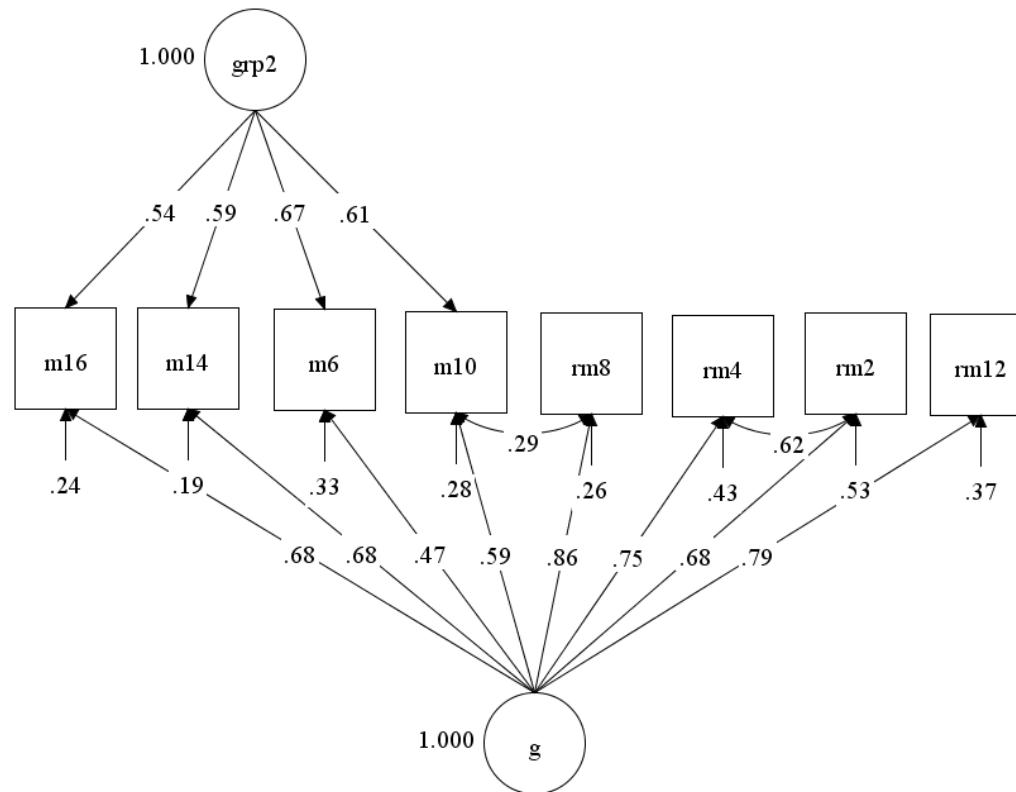 1.000 grp2
.54 .59 .67 .61
m16 m14 m6 m10 rm8 rm4 rm2 rm12
.29 .62
.24 .19 .33 .28 .26 .43 .53 .37
.68 .68 .47 .59 .86 .75 .68 .79
1.000 g